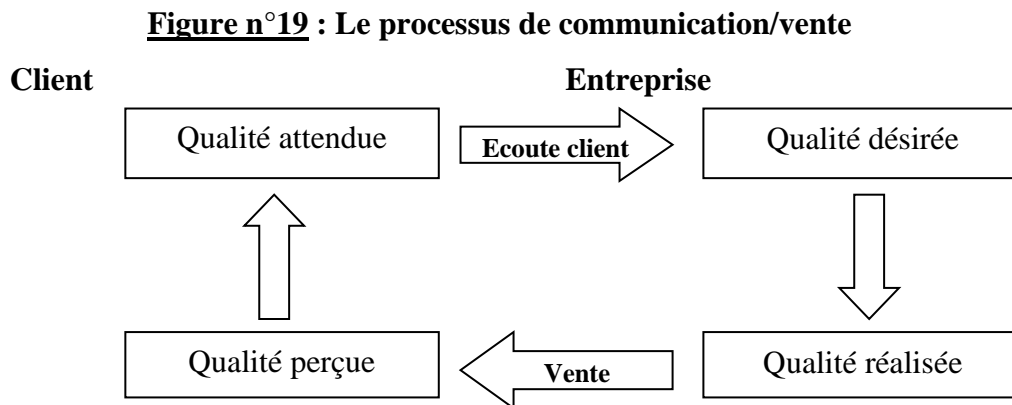 Figure n°19 : Le processus de communication/vente
Client Entreprise
Qualité attendue Ecoute client Qualité désirée
Qualité perçue Vente Qualité réalisée